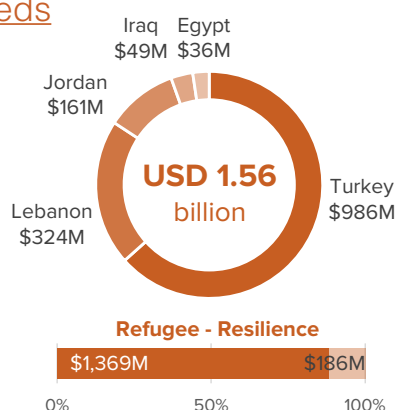 eds
Iraq
$49M
Egypt
$36M
Jordan
$161M
USD 1.56
billion
Turkey
$986M
Lebanon
$324M
Refugee - Resilience
$1,369M
$186M
0%
50%
100%